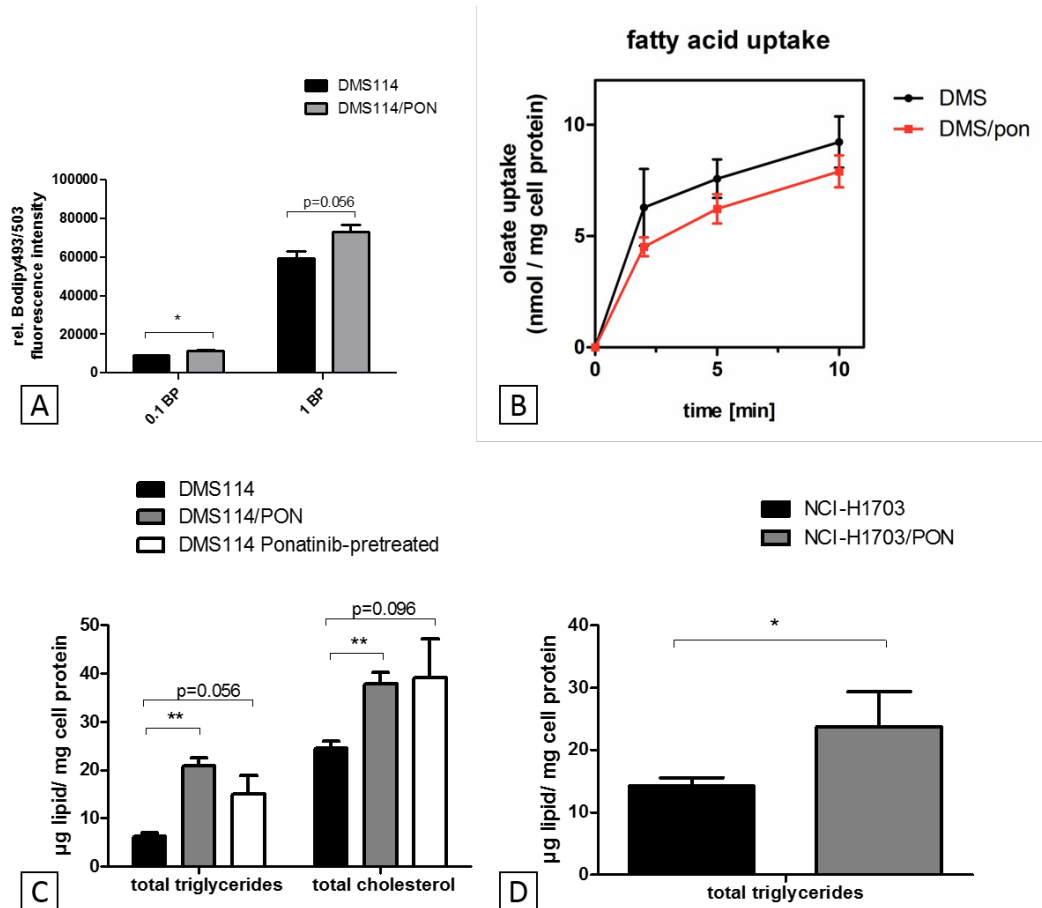 DMS114
DMS114/PON
rel. Bodipy493/503
fluorescence intensity
100000
80000
60000
40000
20000
0
*
p=0.056
0.1 BP
1 BP
A
fatty acid uptake
DMS
DMS/pon
oleate uptake
(nmol / mg cell protein)
10
5
0
0
5
10
time [min]
B
DMS114
DMS114/PON
DMS114 Ponatinib-pretreated
µg lipid/ mg cell protein
50
40
30
20
10
0
p=0.056
**
p=0.096
**
total triglycerides
total cholesterol
C
NCI-H1703
NCI-H1703/PON
µg lipid/ mg cell protein
40
30
20
10
0
*
total triglycerides
D